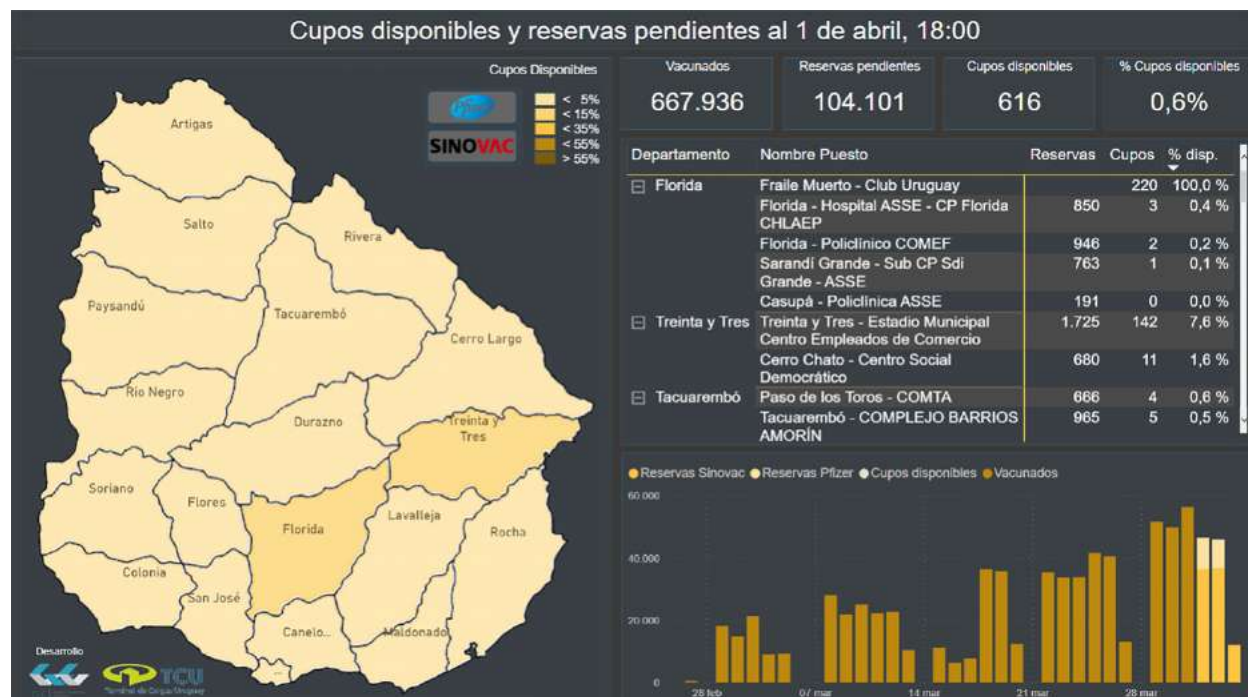 Cupos disponibles y reservas pendientes al 1 de abril, 18:00
Cupos Disponibles
Pfizer
SINOVAC
< 5%
< 15%
< 35%
< 55%
> 55%
Artigas
Salto
Rivera
Paysandú
Tacuarembó
Cerro Largo
Río Negro
Durazno
Treinta y
Tres
Soriano
Flores
Florida
Lavalleja
Rocha
Colonia
San José
Canelo...
Maldonado
Desarrollo
TCU
Terminal de Cargas Uruguay
Vacunados
667.936
Reservas pendientes
104.101
Cupos disponibles
616
% Cupos disponibles
0,6%
Departamento Nombre Puesto Reservas Cupos % disp.
Florida Fraile Muerto - Club Uruguay 220 100,0 %
Florida - Hospital ASSE - CP Florida 850 3 0,4 %
CHLAEP
Florida - Policlínico COMEF 946 2 0,2 %
Sarandí Grande - Sub CP Sdi 763 1 0,1 %
Grande - ASSE
Casupá - Policlínica ASSE 191 0 0,0 %
Treinta y Tres Treinta y Tres - Estadio Municipal 1.725 142 7,6 %
Centro Empleados de Comercio
Cerro Chato - Centro Social 680 11 1,6 %
Democrático
Tacuarembó Paso de los Toros - COMTA 666 4 0,6 %
Tacuarembó - COMPLEJO BARRIOS 965 5 0,5 %
AMORÍN
Reservas Sinovac Reservas Pfizer Cupos disponibles Vacunados
60.000
40.000
20.000
0
28 feb 07 mar 14 mar 21 mar 28 mar